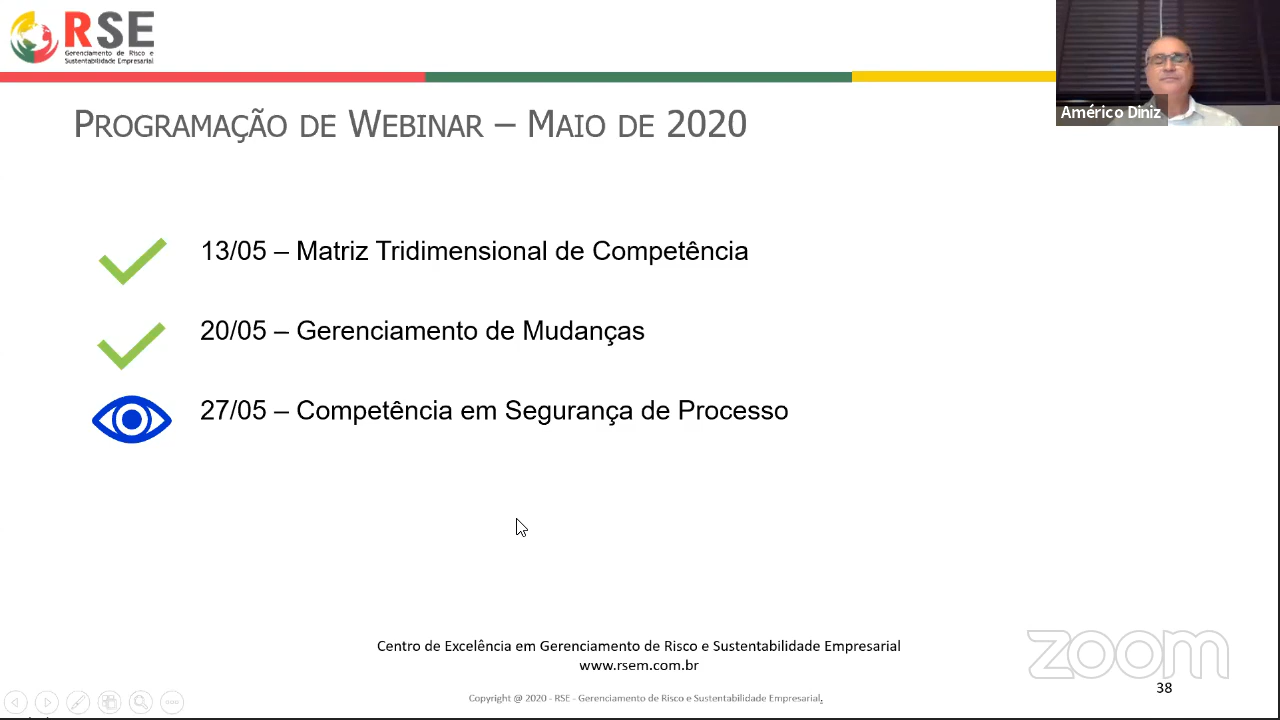 RSE
Gerenciamento de Risco e
Sustentabilidade Empresarial
Américo Diniz
PROGRAMAÇÃO DE WEBINAR – MAIO DE 2020
13/05 – Matriz Tridimensional de Competência
20/05 – Gerenciamento de Mudanças
27/05 – Competência em Segurança de Processo
Centro de Excelência em Gerenciamento de Risco e Sustentabilidade Empresarial
www.rsem.com.br
zoom
38
Copyright @ 2020 - RSE - Gerenciamento de Risco e Sustentabilidade Empresarial.